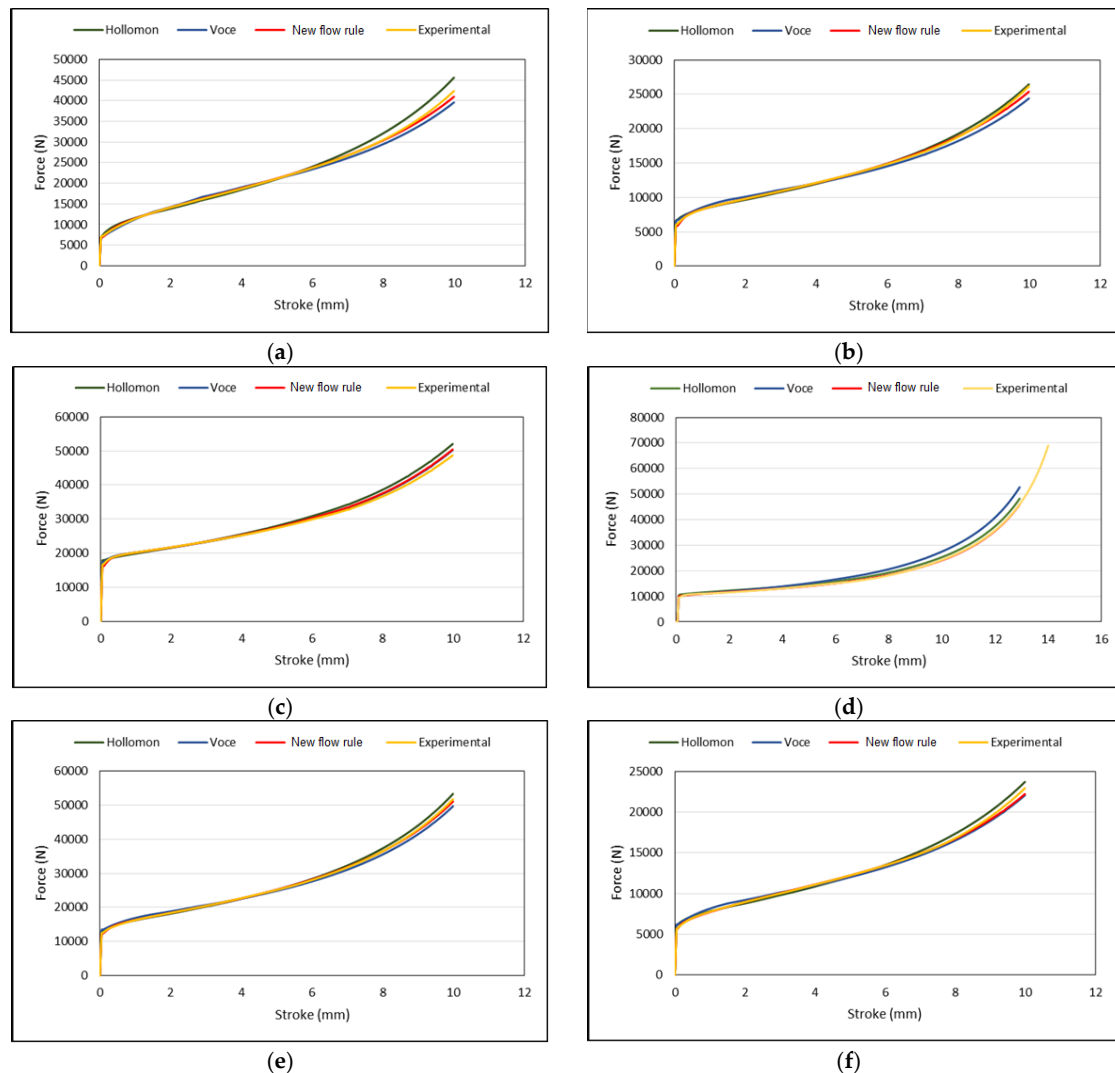 Hollomon Voce New flow rule Experimental
50000
45000
40000
35000
30000
25000
20000
15000
10000
5000
0
Force (N)
0 2 4 6 8 10 12
Stroke (mm)
(a)
Hollomon Voce New flow rule Experimental
30000
25000
20000
15000
10000
5000
0
Force (N)
0 2 4 6 8 10 12
Stroke (mm)
(b)
Hollomon Voce New flow rule Experimental
60000
50000
40000
30000
20000
10000
0
Force (N)
0 2 4 6 8 10 12
Stroke (mm)
(c)
Hollomon Voce New flow rule Experimental
80000
70000
60000
50000
40000
30000
20000
10000
0
Force (N)
0 2 4 6 8 10 12 14 16
Stroke (mm)
(d)
Hollomon Voce New flow rule Experimental
60000
50000
40000
30000
20000
10000
0
Force (N)
0 2 4 6 8 10 12
Stroke (mm)
(e)
Hollomon Voce New flow rule Experimental
25000
20000
15000
10000
5000
0
Force (N)
0 2 4 6 8 10 12
Stroke (mm)
(f)